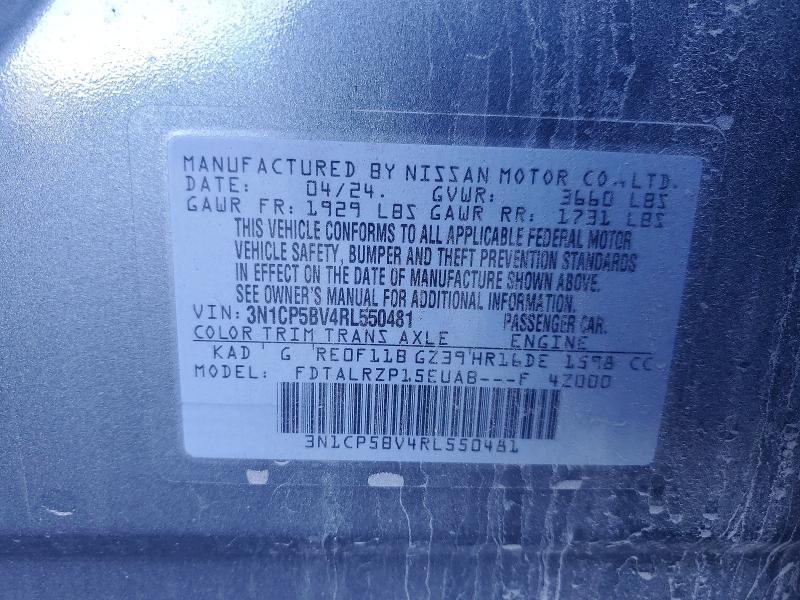 MANUFACTURED BY NISSAN MOTOR CO.,LTD.
DATE: 04/24. GVWR: 3660 LBS
GAWR FR: 1929 LBS GAWR RR: 1731 LBS
THIS VEHICLE CONFORMS TO ALL APPLICABLE FEDERAL MOTOR
VEHICLE SAFETY, BUMPER AND THEFT PREVENTION STANDARDS
IN EFFECT ON THE DATE OF MANUFACTURE SHOWN ABOVE.
SEE OWNER'S MANUAL FOR ADDITIONAL INFORMATION.
VIN: 3N1CP5BV4RL550481 PASSENGER CAR.
COLOR TRIM TRANS AXLE ENGINE
KAD G RE0F11B GZ39 HR16DE 1598 CC
MODEL: FDTALRZP15EUAB---F 42000
3N1CP5BV4RL550481